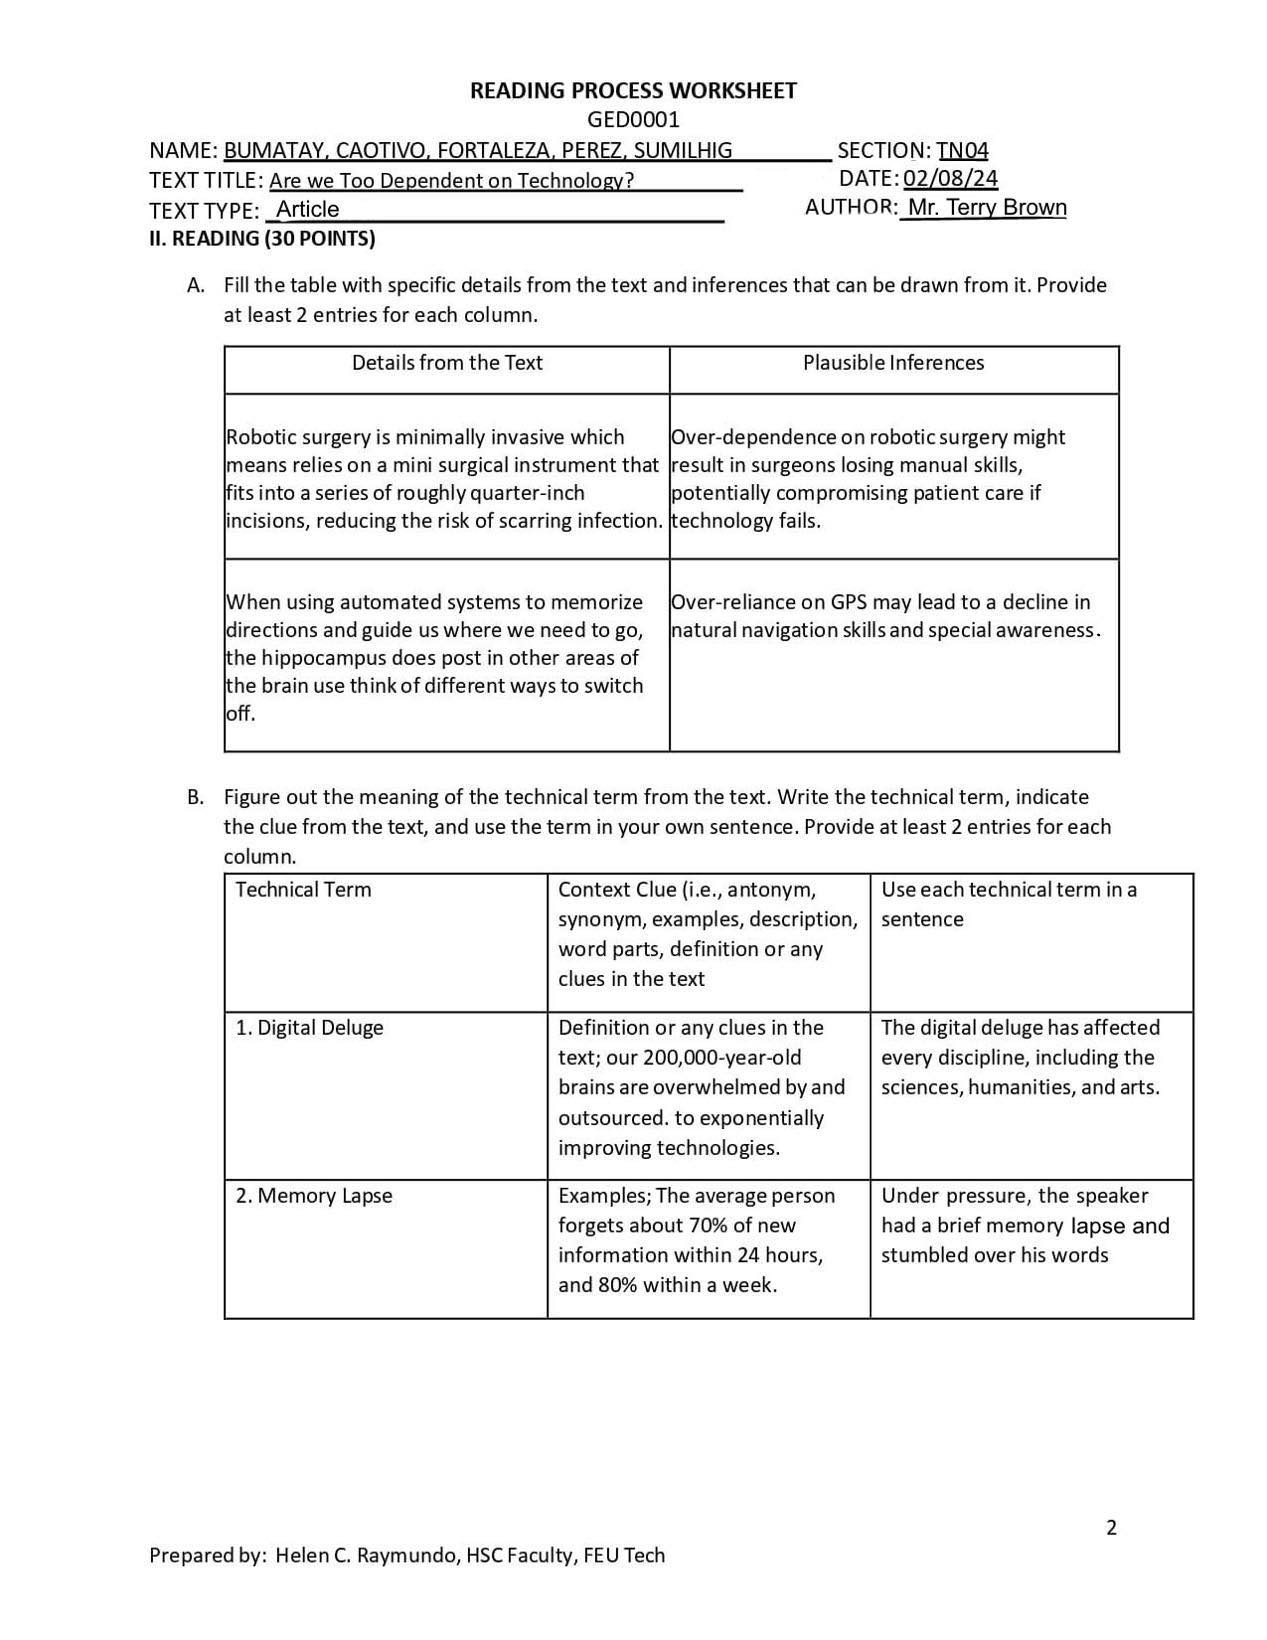 READING PROCESS WORKSHEET
GED0001
NAME: BUMATAY, CAOTIVO, FORTALEZA, PEREZ, SUMILHIG SECTION: TN04
TEXT TITLE: Are we Too Dependent on Technology? DATE: 02/08/24
TEXT TYPE: Article AUTHOR: Mr. Terry Brown
II. READING (30 POINTS)
A. Fill the table with specific details from the text and inferences that can be drawn from it. Provide
at least 2 entries for each column.
Details from the Text
Plausible Inferences
Robotic surgery is minimally invasive which
means relies on a mini surgical instrument that
fits into a series of roughly quarter-inch
incisions, reducing the risk of scarring infection.
Over-dependence on robotic surgery might
result in surgeons losing manual skills,
potentially compromising patient care if
technology fails.
When using automated systems to memorize
directions and guide us where we need to go,
the hippocampus does post in other areas of
the brain use think of different ways to switch
off.
Over-reliance on GPS may lead to a decline in
natural navigation skills and special awareness.
B. Figure out the meaning of the technical term from the text. Write the technical term, indicate
the clue from the text, and use the term in your own sentence. Provide at least 2 entries for each
column.
Technical Term
Context Clue (i.e., antonym,
synonym, examples, description,
word parts, definition or any
clues in the text
Use each technical term in a
sentence
1. Digital Deluge
Definition or any clues in the
text; our 200,000-year-old
brains are overwhelmed by and
outsourced. to exponentially
improving technologies.
The digital deluge has affected
every discipline, including the
sciences, humanities, and arts.
2. Memory Lapse
Examples; The average person
forgets about 70% of new
information within 24 hours,
and 80% within a week.
Under pressure, the speaker
had a brief memory lapse and
stumbled over his words
2
Prepared by: Helen C. Raymundo, HSC Faculty, FEU Tech